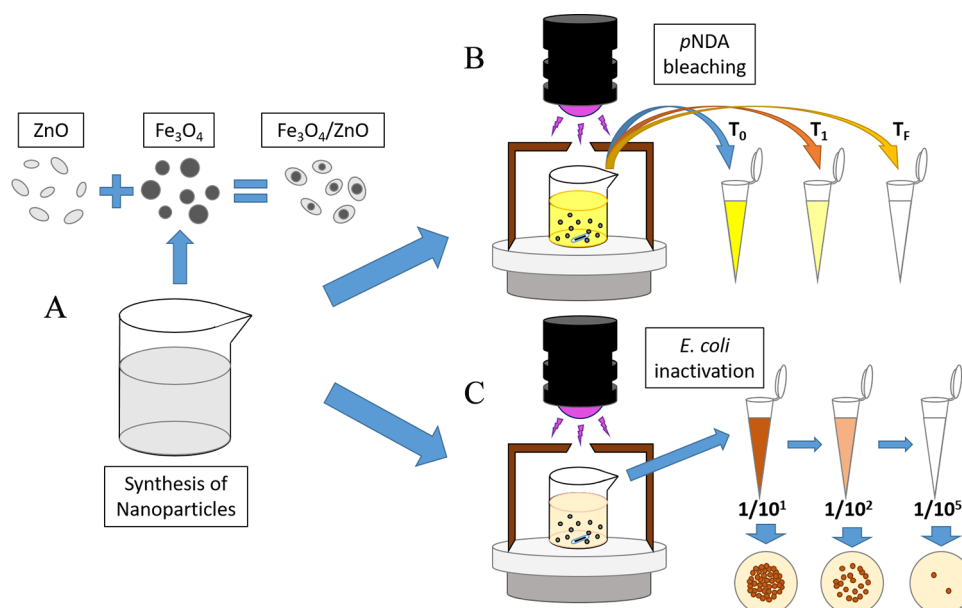 A
ZnO
Fe₃O₄
Fe₃O₄/ZnO
Synthesis of
Nanoparticles
B
pNDA
bleaching
T₀
T₁
T_F
C
E. coli
inactivation
1/10¹
1/10²
1/10⁵